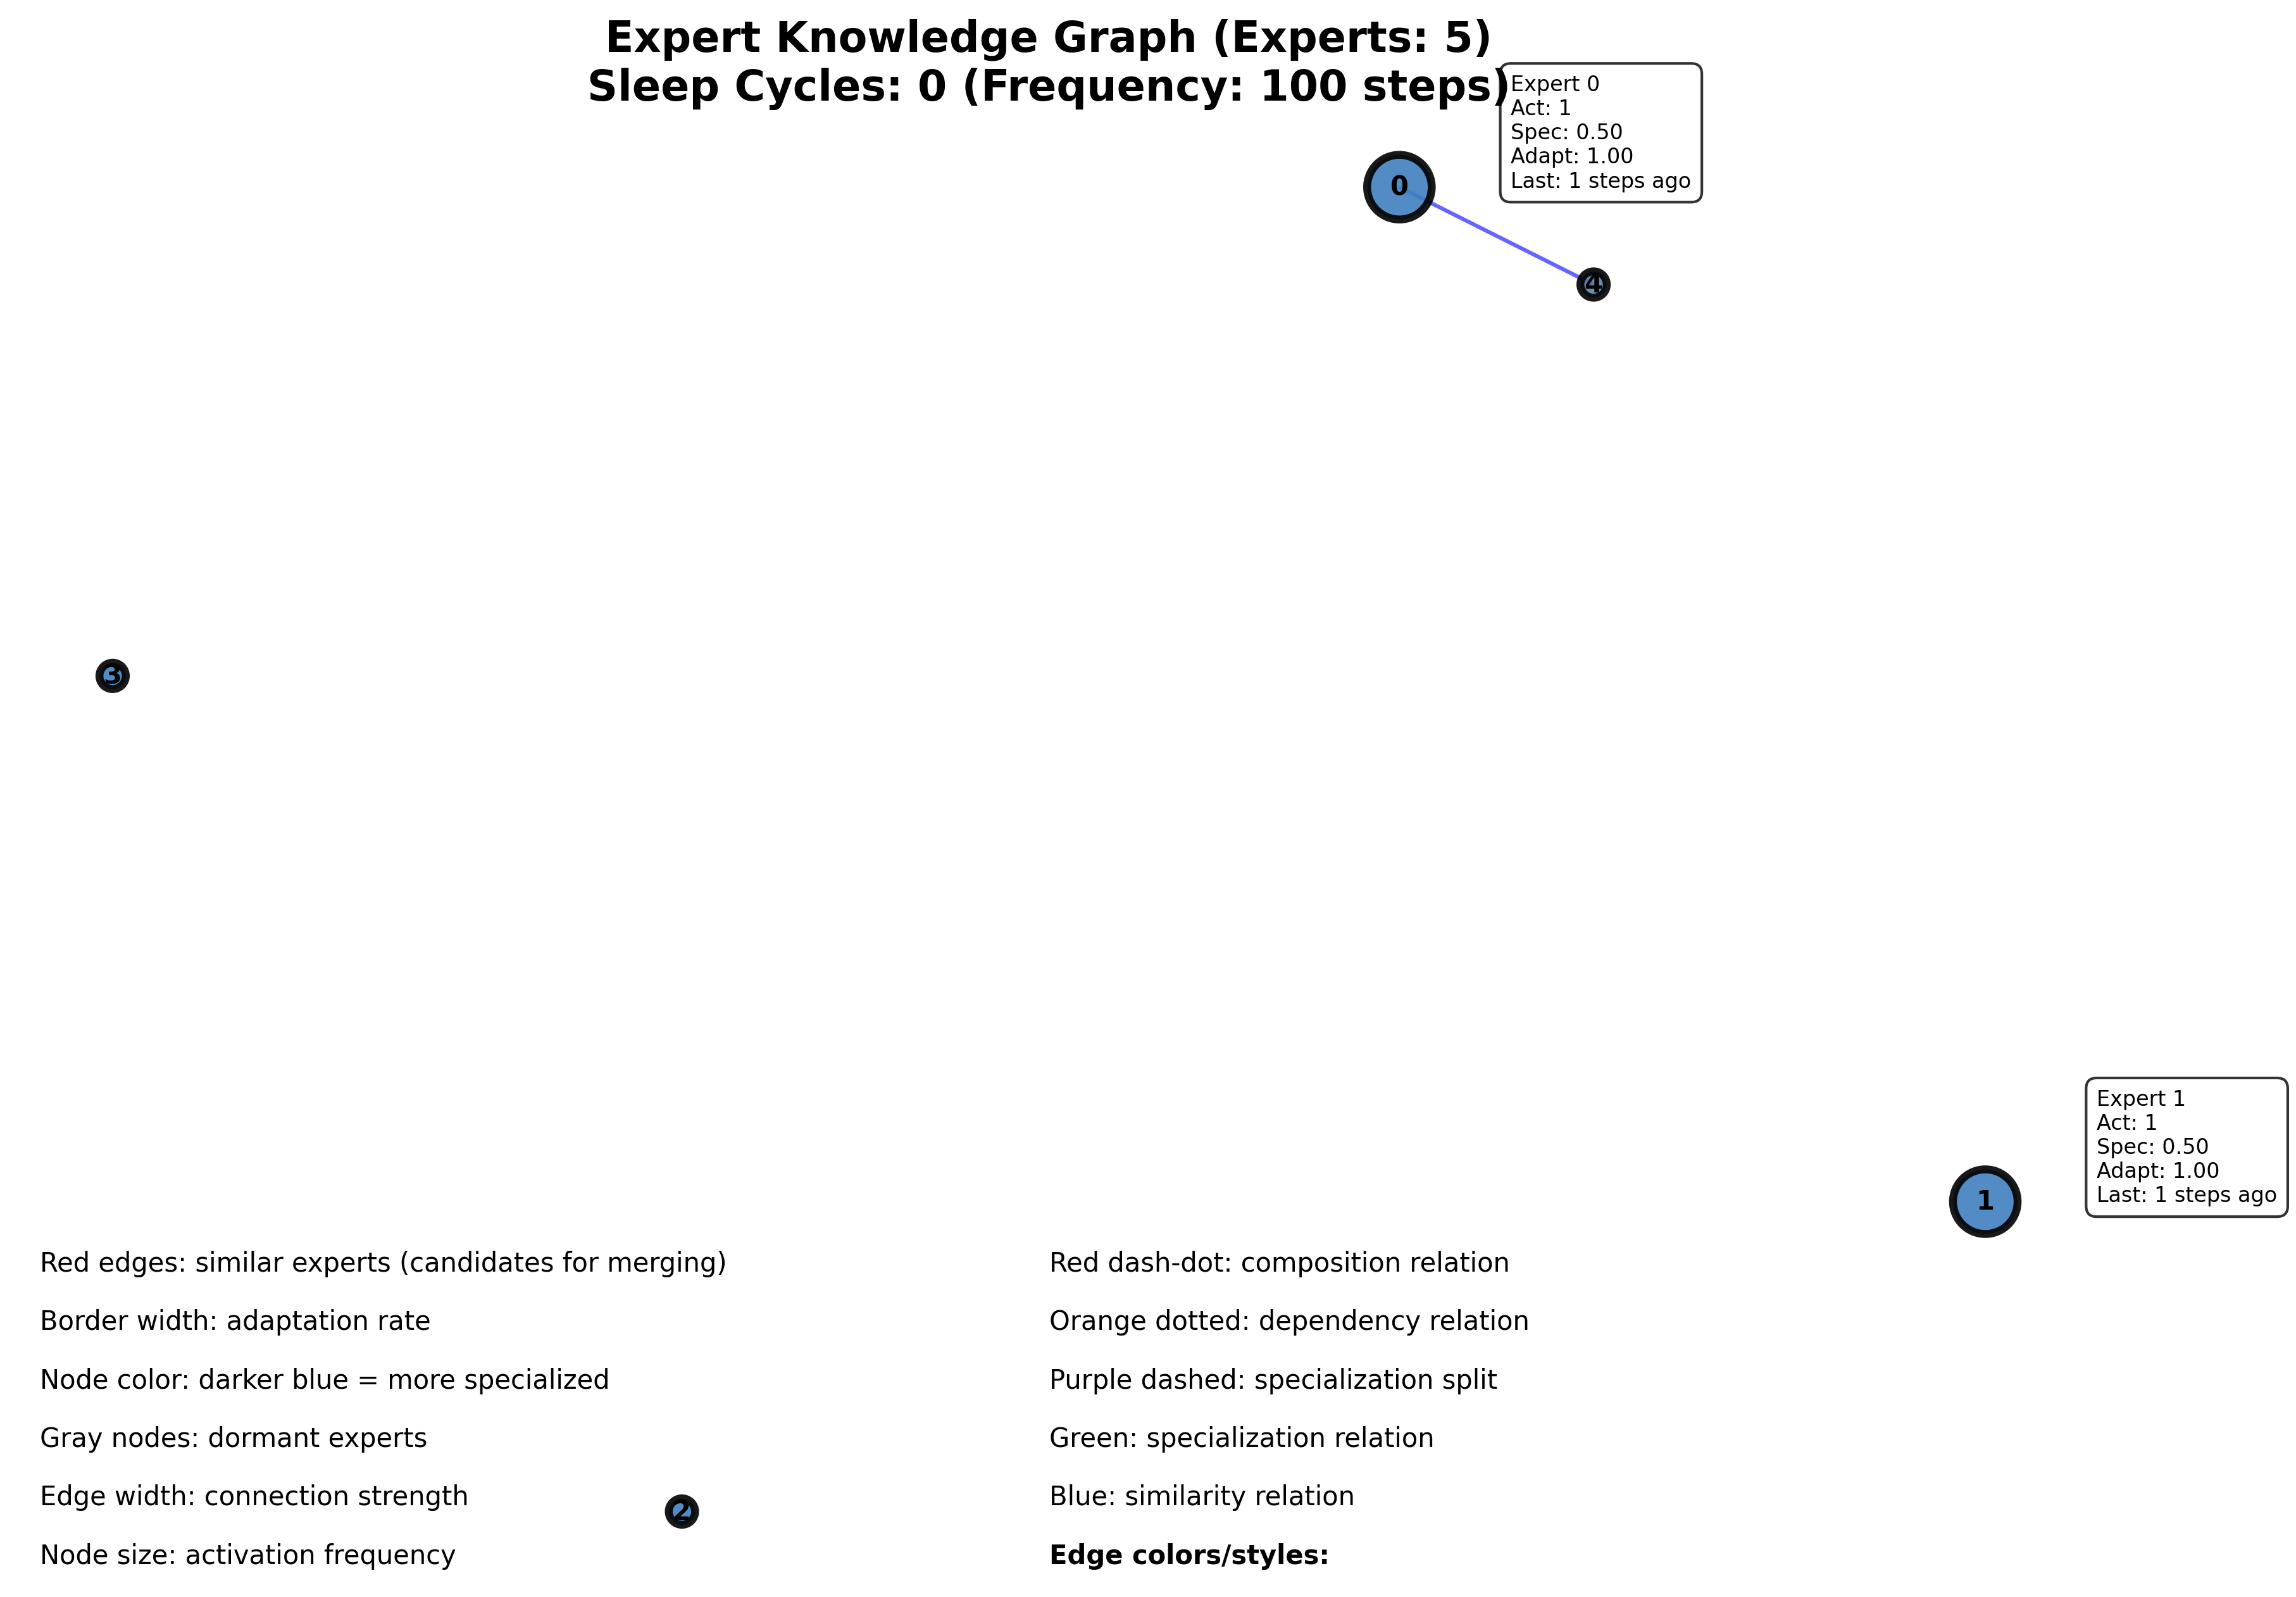 Expert Knowledge Graph (Experts: 5)
Sleep Cycles: 0 (Frequency: 100 steps)
Expert 0
Act: 1
Spec: 0.50
Adapt: 1.00
Last: 1 steps ago
0
4
3
Expert 1
Act: 1
Spec: 0.50
Adapt: 1.00
Last: 1 steps ago
1
Red edges: similar experts (candidates for merging)
Border width: adaptation rate
Node color: darker blue = more specialized
Gray nodes: dormant experts
Edge width: connection strength
2
Node size: activation frequency
Red dash-dot: composition relation
Orange dotted: dependency relation
Purple dashed: specialization split
Green: specialization relation
Blue: similarity relation
Edge colors/styles: